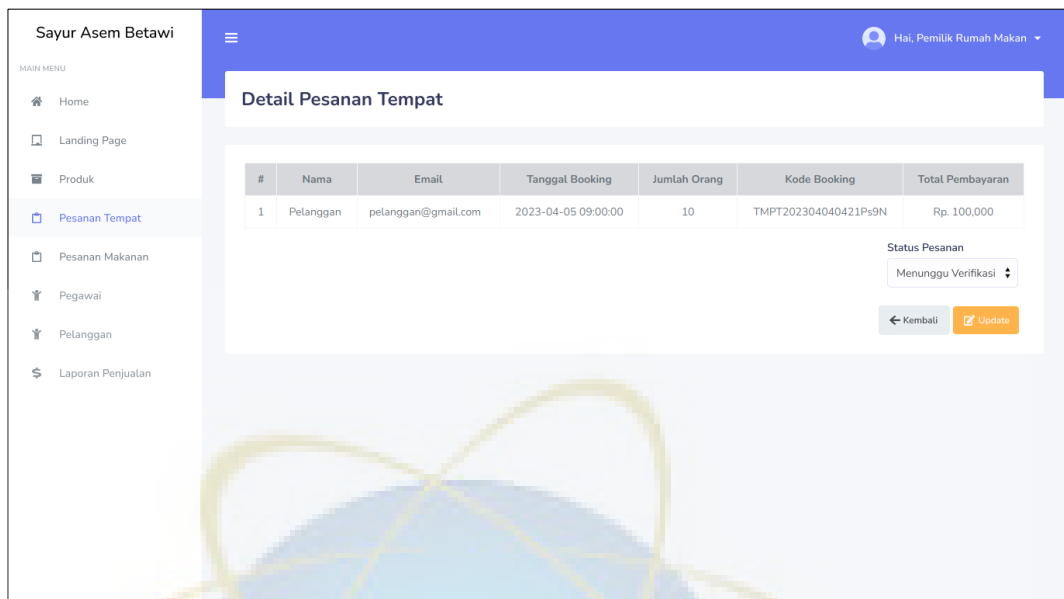 Sayur Asem Betawi
Hai, Pemilik Rumah Makan
MAIN MENU
Home
Landing Page
Produk
Pesanan Tempat
Pesanan Makanan
Pegawai
Pelanggan
Laporan Penjualan
Detail Pesanan Tempat
# Nama Email Tanggal Booking Jumlah Orang Kode Booking Total Pembayaran
1 Pelanggan pelanggan@gmail.com 2023-04-05 09:00:00 10 TMPT202304040421Ps9N Rp. 100,000
Status Pesanan
Menunggu Verifikasi
Kembali Update